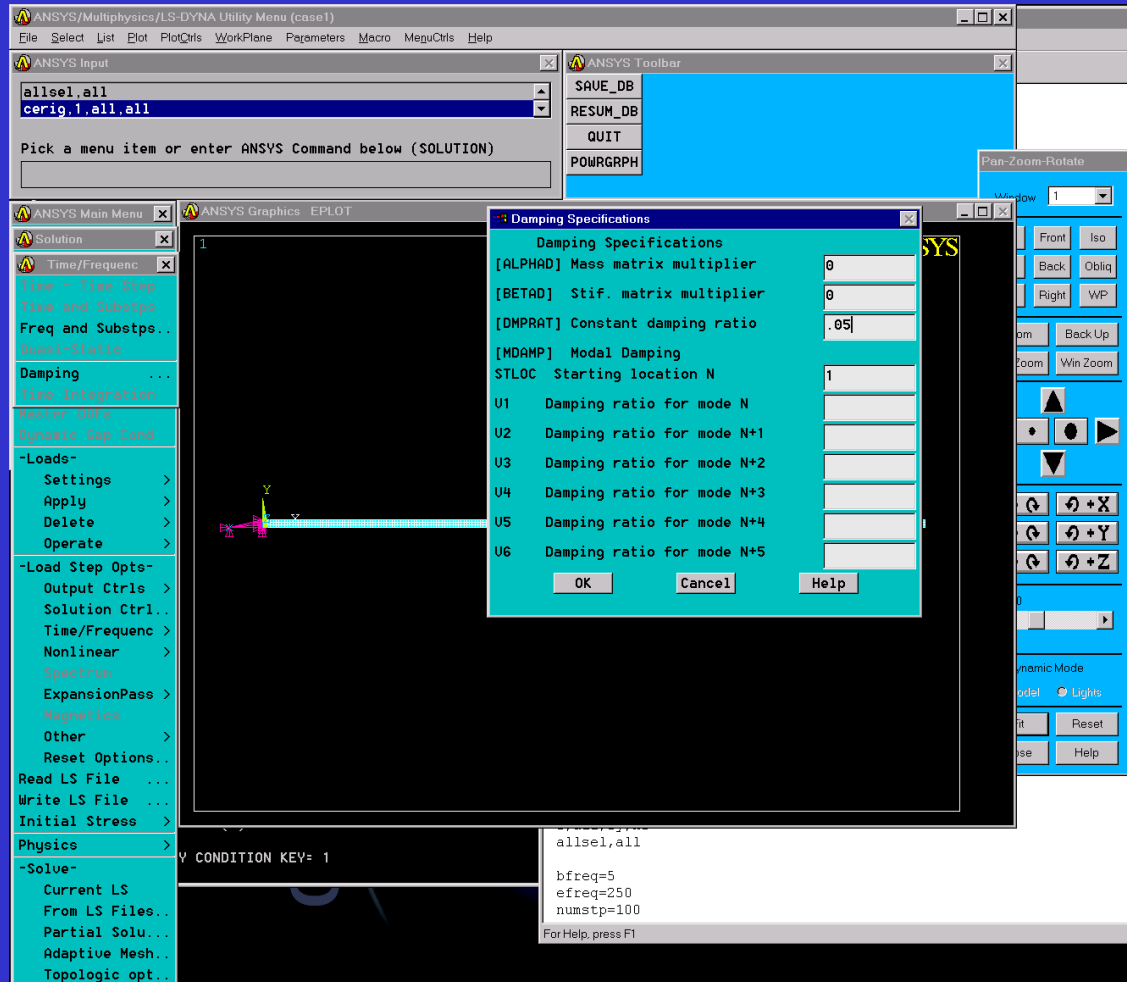 ANSYS/Multiphysics/LS-DYNA Utility Menu (case1)
File Select List Plot PlotCtrls WorkPlane Parameters Macro MenuCtrls Help
ANSYS Input
allsel,all
cerig,1,all,all
Pick a menu item or enter ANSYS Command below (SOLUTION)
ANSYS Toolbar
SAVE_DB
RESUM_DB
QUIT
POWRGRPH
Pan-Zoom-Rotate
Window 1
Front Iso
Back Obliq
Right WP
Back Up
Win Zoom
+X
+Y
+Z
Lights
Reset
Help
ANSYS Main Menu
Solution
Time/Frequenc
Time - Time Step
Time and Substps
Freq and Substps..
Quasi-Static
Damping ...
Time Integration
Master DOFs
Dynamic Gap Cond
-Loads-
Settings >
Apply >
Delete >
Operate >
-Load Step Opts-
Output Ctrls >
Solution Ctrl..
Time/Frequenc >
Nonlinear >
Spectrum
ExpansionPass >
Magnetics
Other >
Reset Options..
Read LS File ...
Write LS File ...
Initial Stress >
Physics >
-Solve-
Current LS
From LS Files..
Partial Solu...
Adaptive Mesh..
Topologic opt..
ANSYS Graphics EPLOT
1
SYS
Y
Damping Specifications
Damping Specifications
[ALPHAD] Mass matrix multiplier 0
[BETAD] Stif. matrix multiplier 0
[DMPRAT] Constant damping ratio .05
[MDAMP] Modal Damping
STLOC Starting location N 1
V1 Damping ratio for mode N
V2 Damping ratio for mode N+1
V3 Damping ratio for mode N+2
V4 Damping ratio for mode N+3
V5 Damping ratio for mode N+4
V6 Damping ratio for mode N+5
OK Cancel Help
Y CONDITION KEY= 1
allsel,all
bfreq=5
efreq=250
numstp=100
For Help, press F1